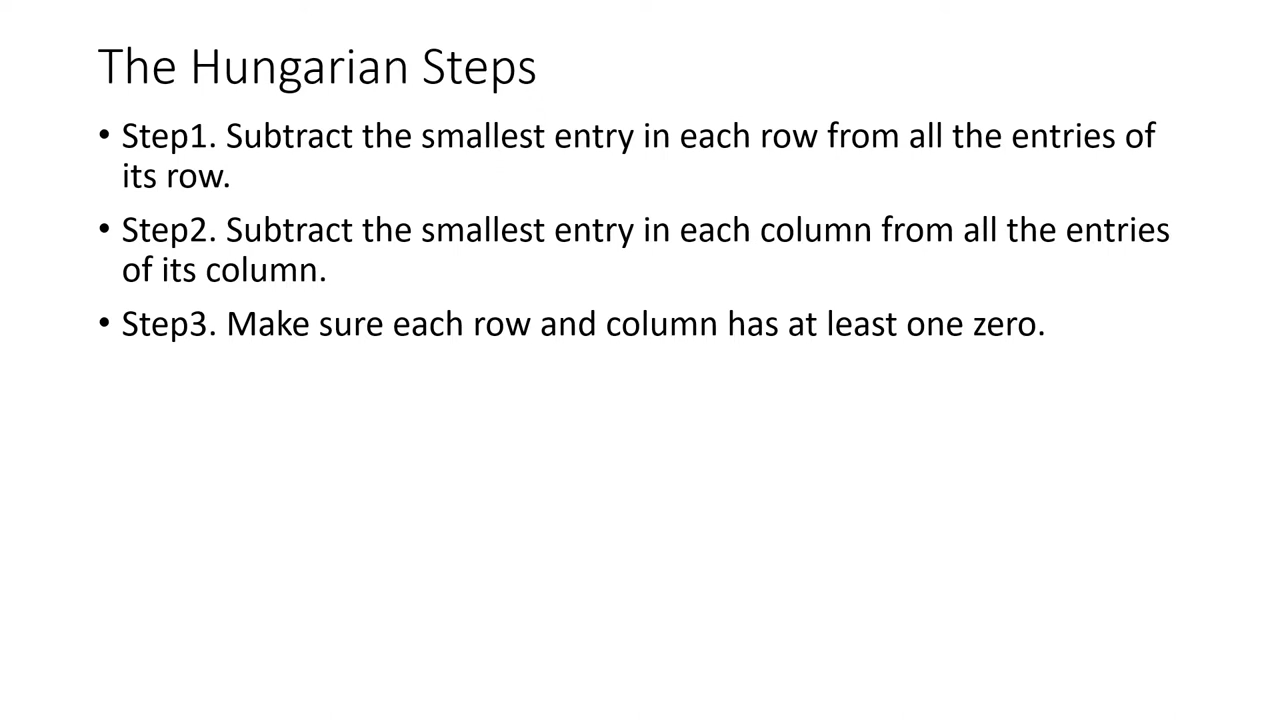 The Hungarian Steps
• Step1. Subtract the smallest entry in each row from all the entries of
its row.
• Step2. Subtract the smallest entry in each column from all the entries
of its column.
• Step3. Make sure each row and column has at least one zero.